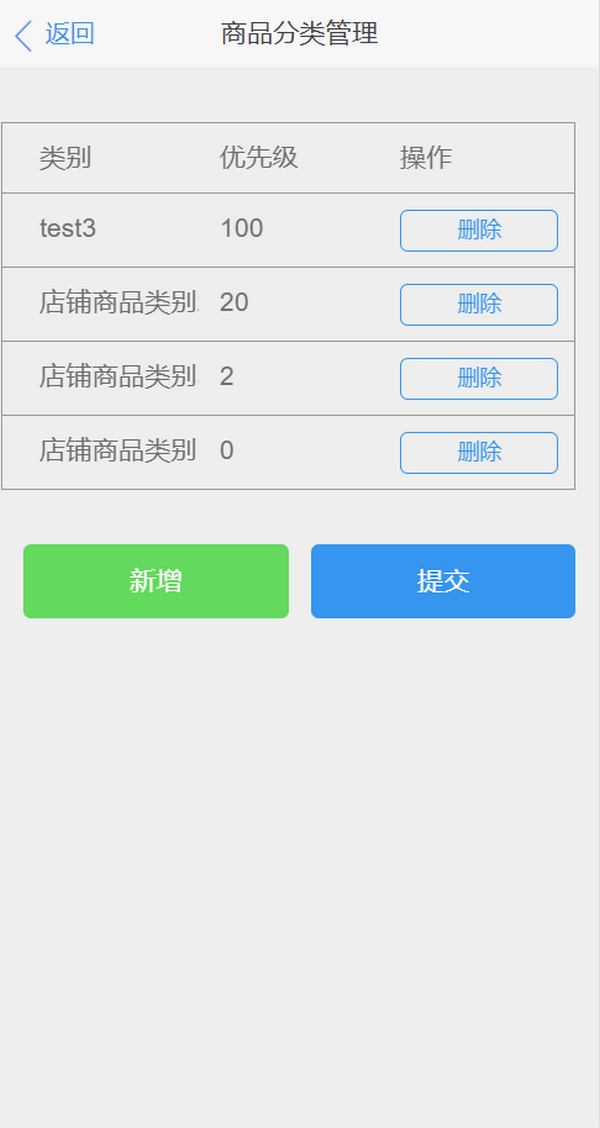 返回 商品分类管理
类别 优先级 操作
test3 100 删除
店铺商品类别 20 删除
店铺商品类别 2 删除
店铺商品类别 0 删除
新增 提交